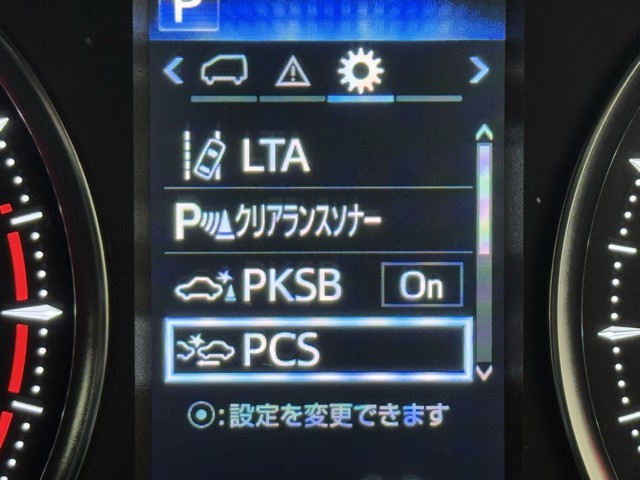 P
LTA
Pクリアランスソナー
PKSB On
PCS
:設定を変更できます